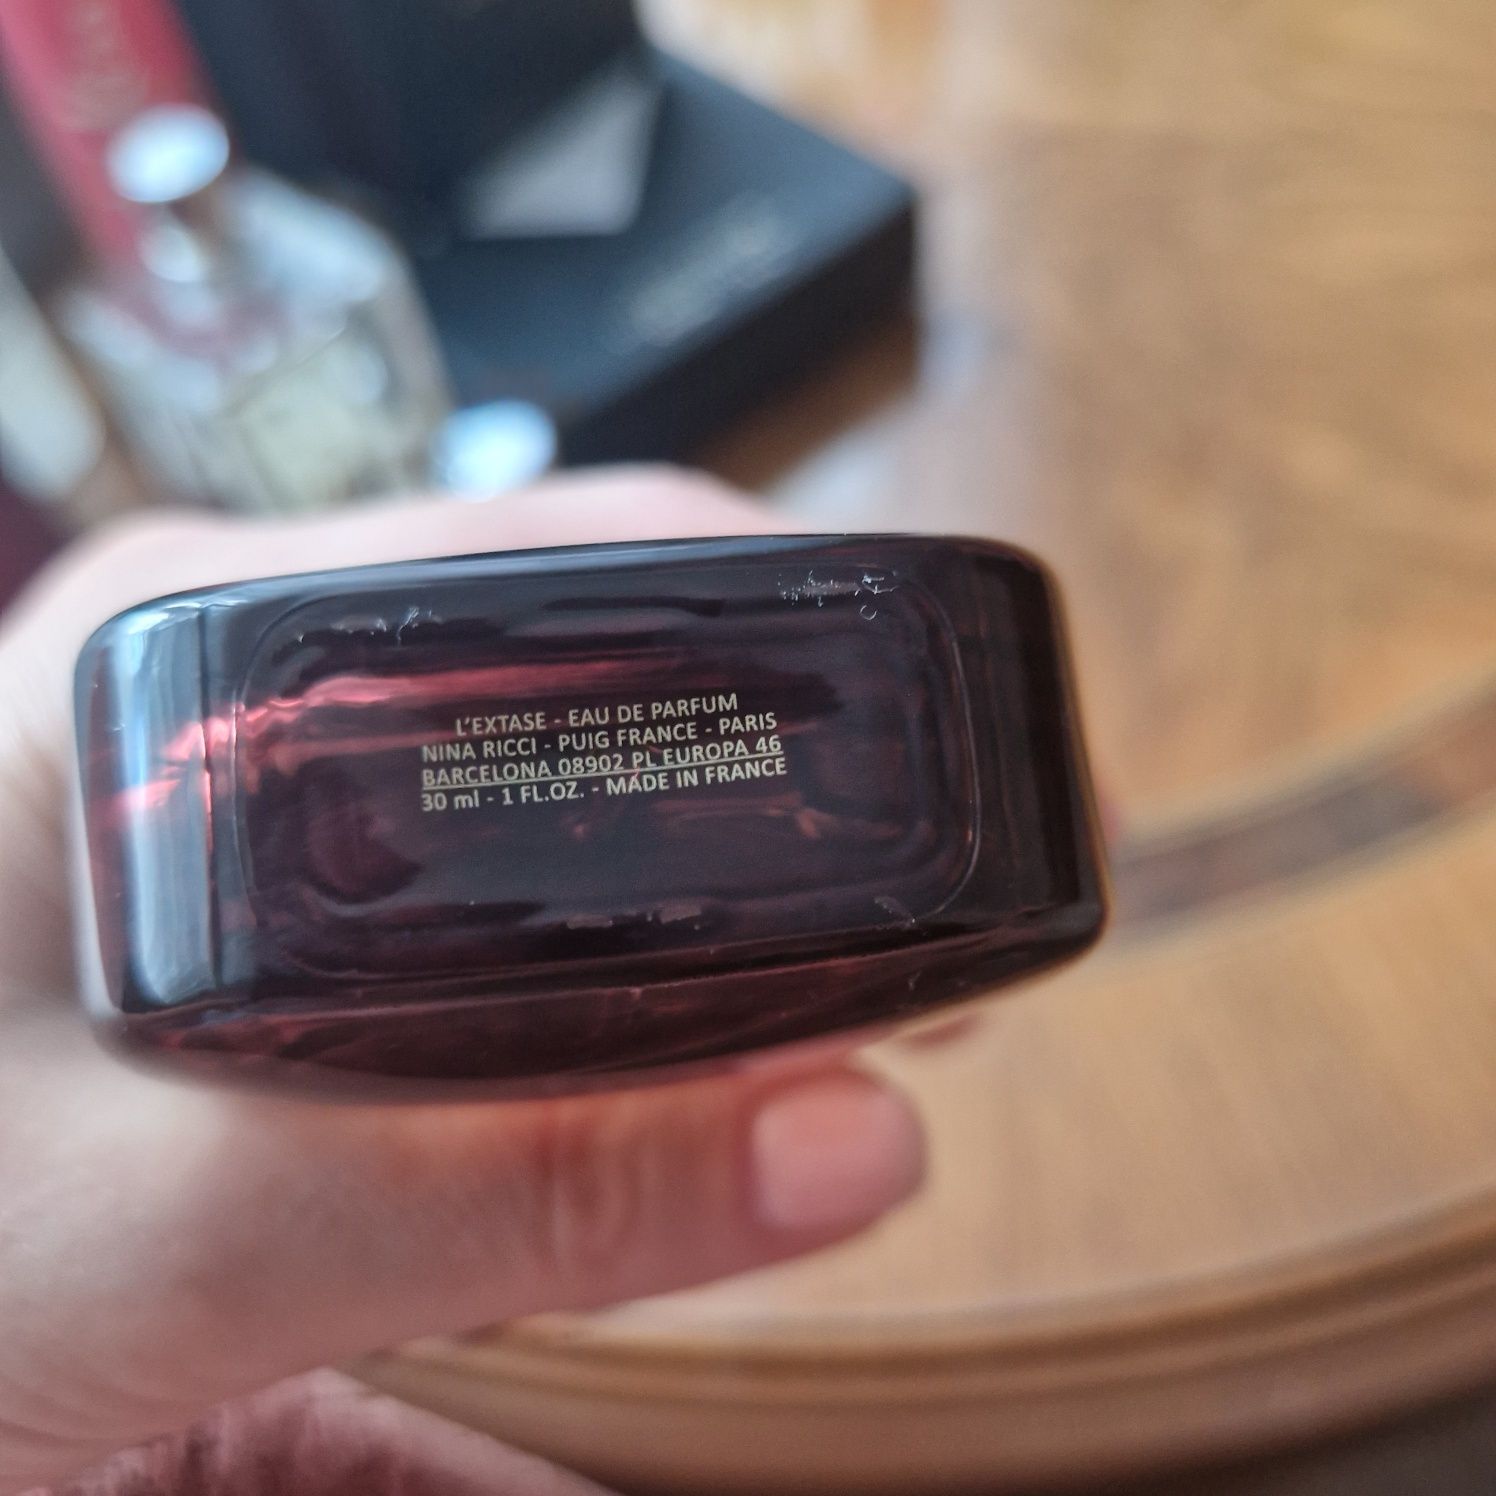 L'EXTASE - EAU DE PARFUM
NINA RICCI - PUIG FRANCE - PARIS
BARCELONA 08902 PL EUROPA 46
30 ml - 1 FL.OZ. - MADE IN FRANCE